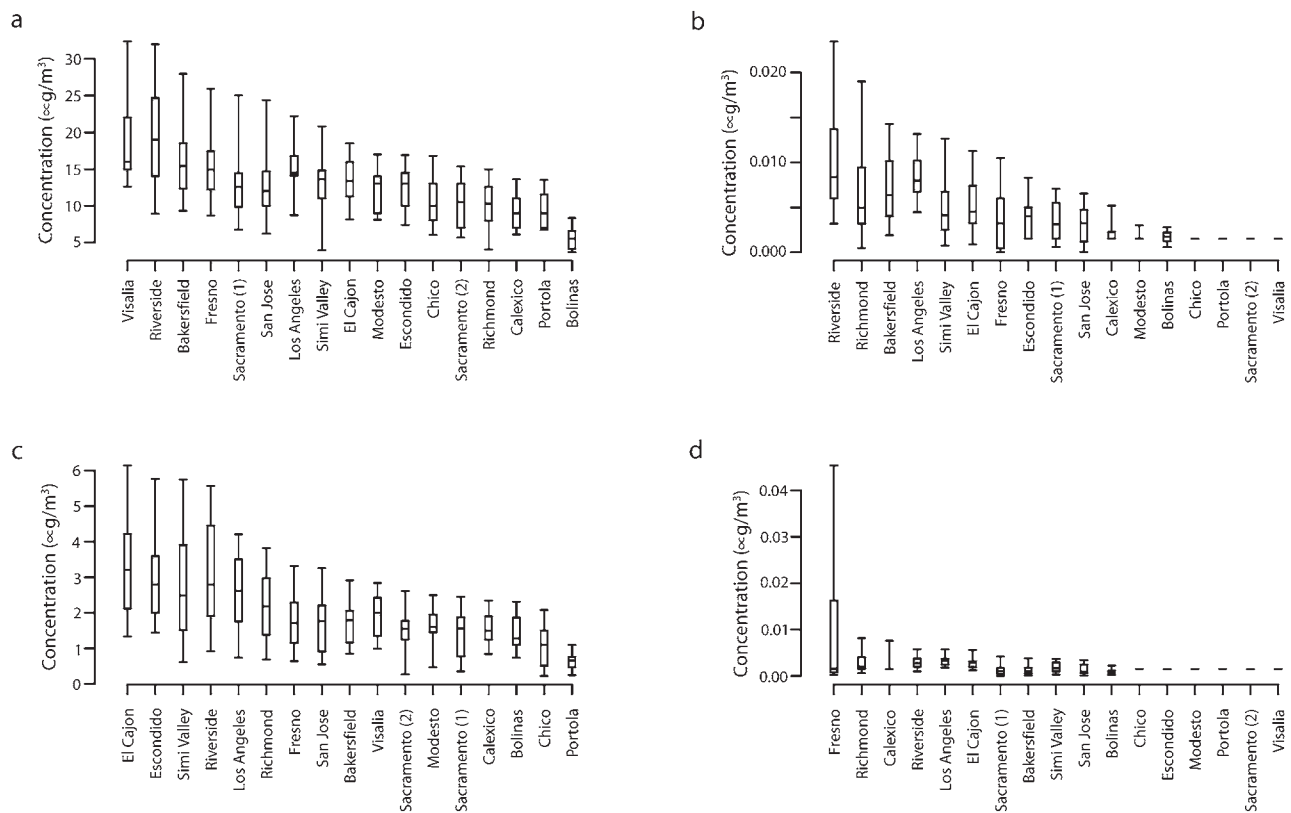 a
Concentration (∝g/m³)
30
25
20
15
10
5
Visalia
Riverside
Bakersfield
Fresno
Sacramento (1)
San Jose
Los Angeles
Simi Valley
El Cajon
Modesto
Escondido
Chico
Sacramento (2)
Richmond
Calexico
Portola
Bolinas
b
Concentration (∝g/m³)
0.020
0.010
0.000
Riverside
Richmond
Bakersfield
Los Angeles
Simi Valley
El Cajon
Fresno
Escondido
Sacramento (1)
San Jose
Calexico
Modesto
Bolinas
Chico
Portola
Sacramento (2)
Visalia
c
Concentration (∝g/m³)
6
5
4
3
2
1
0
El Cajon
Escondido
Simi Valley
Riverside
Los Angeles
Richmond
Fresno
San Jose
Bakersfield
Visalia
Sacramento (2)
Modesto
Sacramento (1)
Calexico
Bolinas
Chico
Portola
d
Concentration (∝g/m³)
0.04
0.03
0.02
0.01
0.00
Fresno
Richmond
Calexico
Riverside
Los Angeles
El Cajon
Sacramento (1)
Bakersfield
Simi Valley
San Jose
Bolinas
Chico
Escondido
Modesto
Portola
Sacramento (2)
Visalia